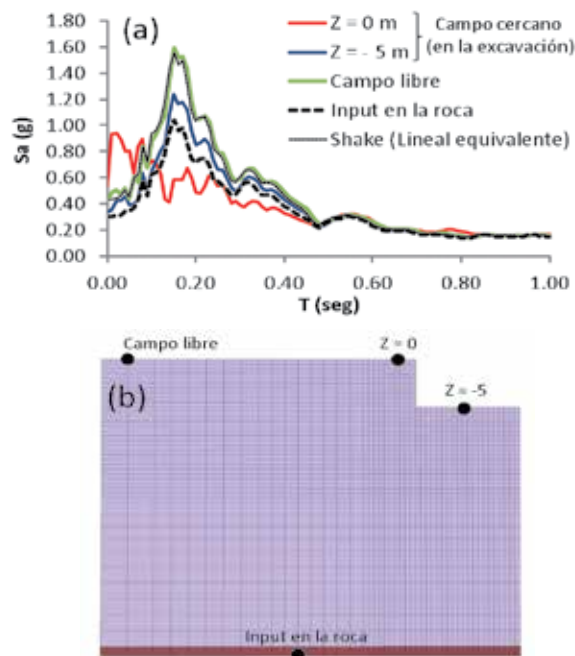 (a)
Z = 0 m
Z = - 5 m
Campo cercano
(en la excavación)
Campo libre
Input en la roca
Shake (Lineal equivalente)
Sa (g)
1.80
1.60
1.40
1.20
1.00
0.80
0.60
0.40
0.20
0.00
0.00 0.20 0.40 0.60 0.80 1.00
T (seg)
Campo libre
Z = 0
(b)
Z = -5
Input en la roca